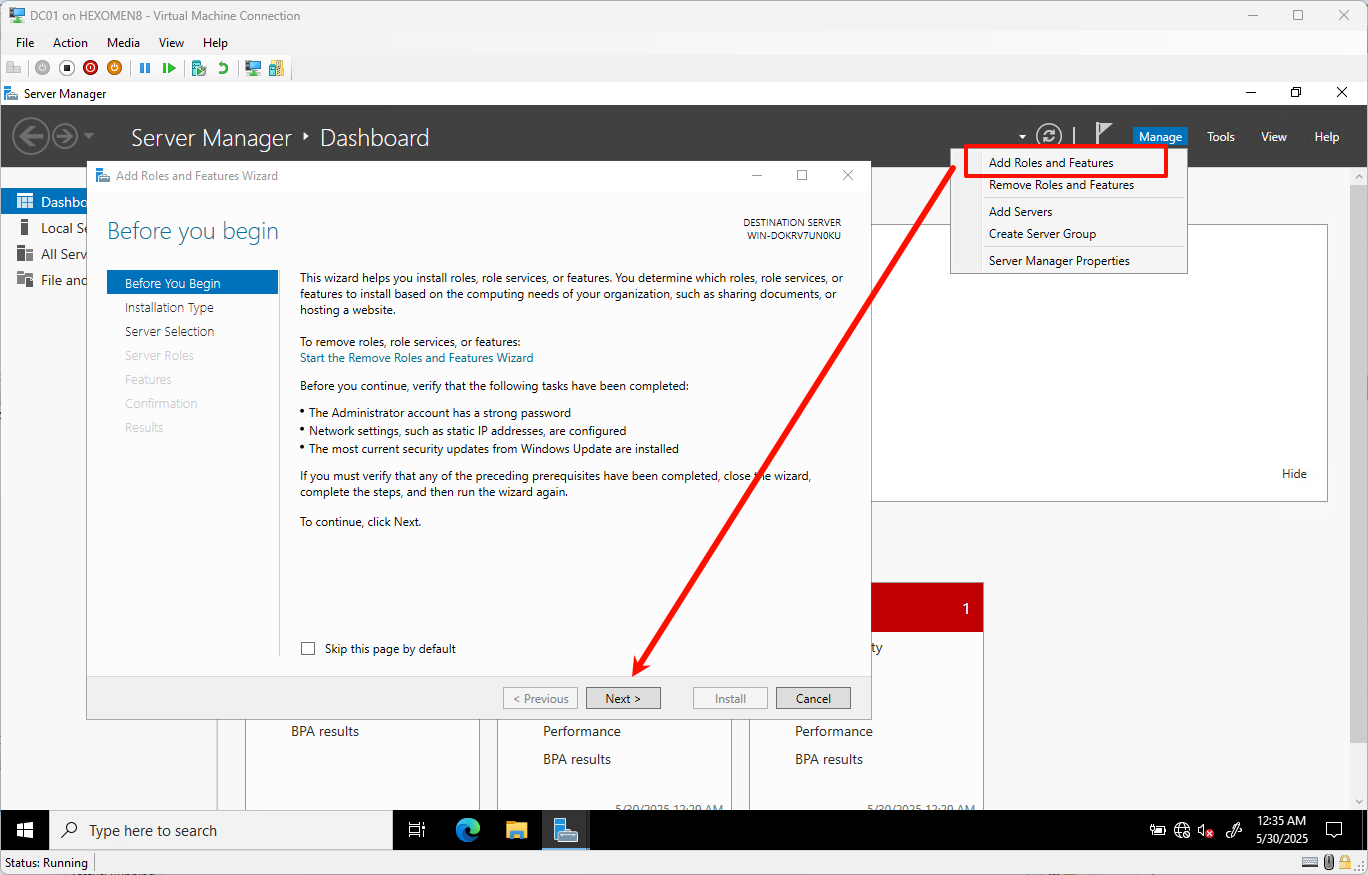 DC01 on HEXOMEN8 - Virtual Machine Connection
File Action Media View Help
Server Manager
Server Manager Dashboard
Manage Tools View Help
Add Roles and Features
Remove Roles and Features
Add Servers
Create Server Group
Server Manager Properties
Dashbo
Local Se
All Serv
File and
Add Roles and Features Wizard
Before you begin
DESTINATION SERVER
WIN-DOKRV7UN0KU
Before You Begin
Installation Type
Server Selection
Server Roles
Features
Confirmation
Results
This wizard helps you install roles, role services, or features. You determine which roles, role services, or
features to install based on the computing needs of your organization, such as sharing documents, or
hosting a website.
To remove roles, role services, or features:
Start the Remove Roles and Features Wizard
Before you continue, verify that the following tasks have been completed:
• The Administrator account has a strong password
• Network settings, such as static IP addresses, are configured
• The most current security updates from Windows Update are installed
If you must verify that any of the preceding prerequisites have been completed, close the wizard,
complete the steps, and then run the wizard again.
To continue, click Next.
Skip this page by default
< Previous Next > Install Cancel
Hide
1
ty
BPA results
Performance
BPA results
5/30/2025 12:29 AM
Performance
BPA results
5/30/2025 12:29 AM
Type here to search
12:35 AM
5/30/2025
Status: Running